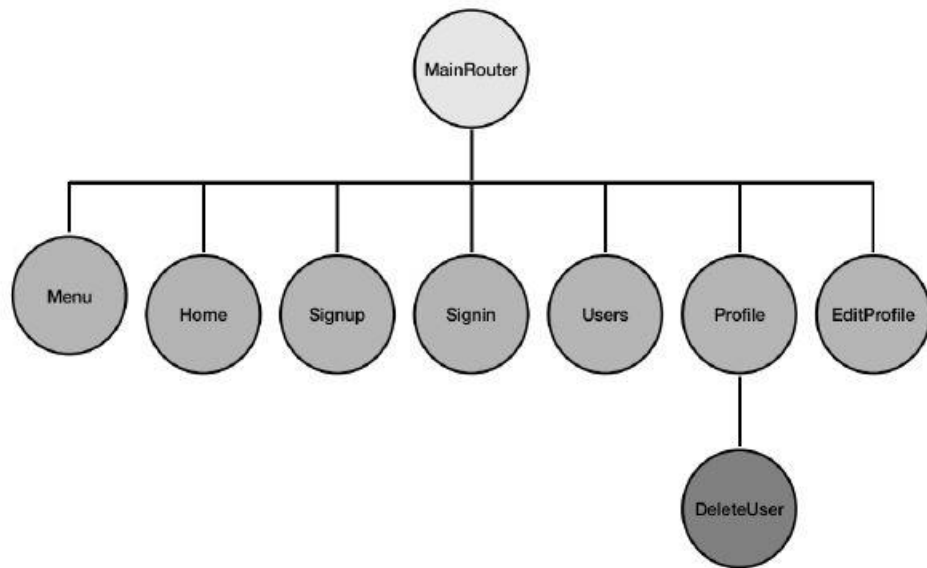 MainRouter
Menu
Home
Signup
Signin
Users
Profile
EditProfile
DeleteUser